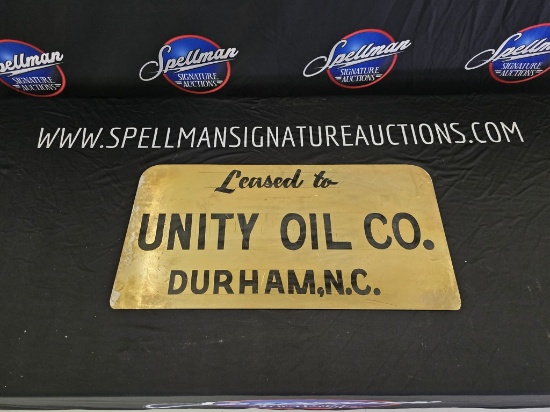 Spellman
SIGNATURE
AUCTIONS
Spellman
SIGNATURE
AUCTIONS
Spellman
SIGNATURE
AUCTIONS
Spellman
SIGNATURE
AUCTIONS
WWW.SPELLMANSIGNATUREAUCTIONS.COM
Leased to
UNITY OIL CO.
DURHAM, N.C.